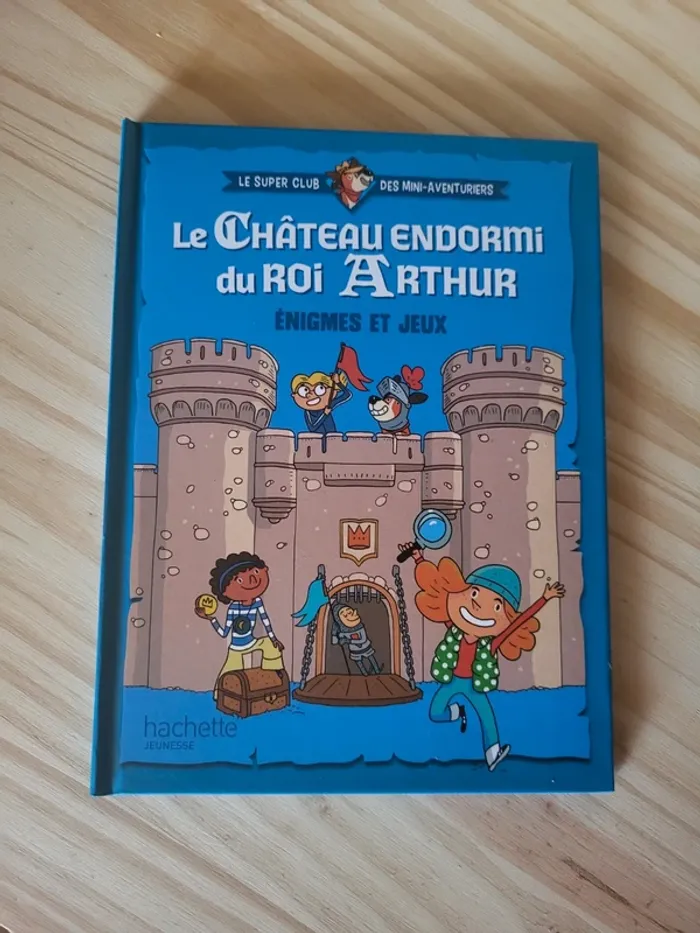 LE SUPER CLUB DES MINI-AVENTURIERS
LE CHÂTEAU ENDORMI
DU ROI ARTHUR
ÉNIGMES ET JEUX
hachette
JEUNESSE